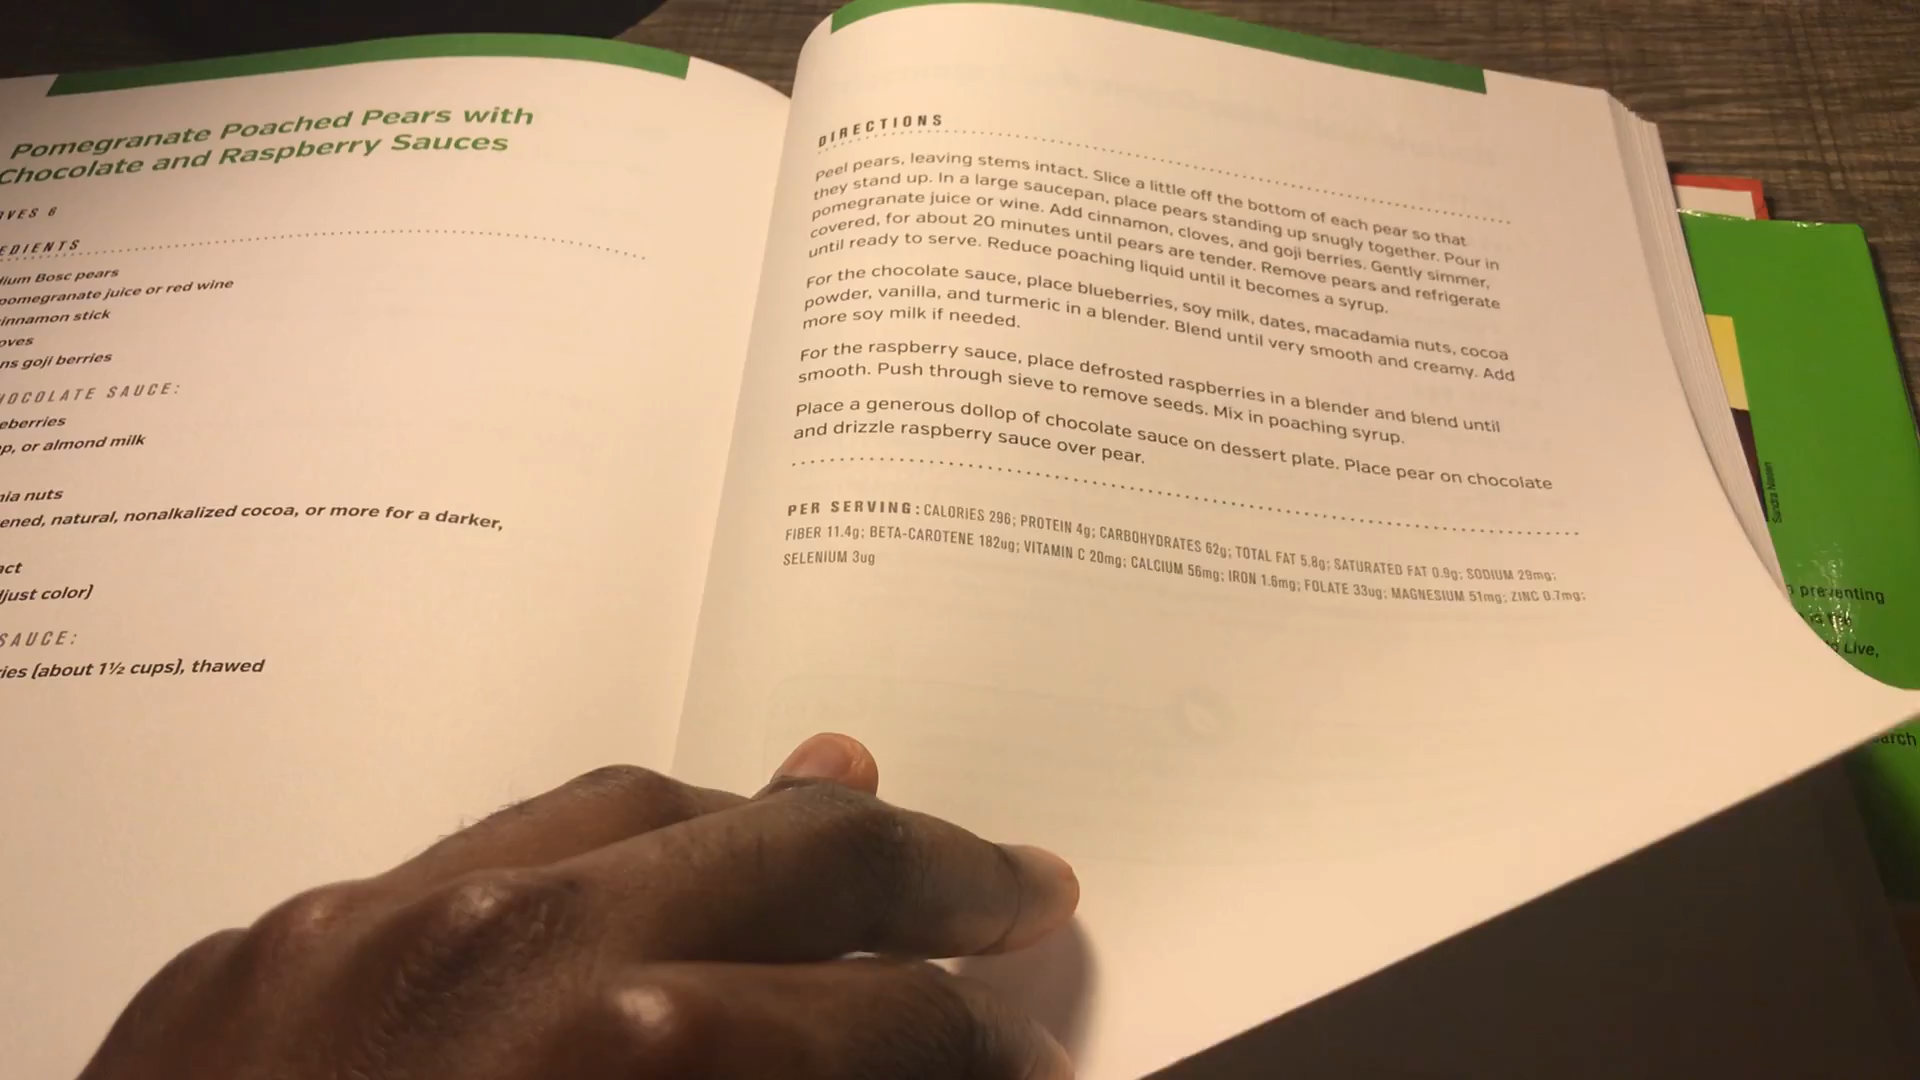 Pomegranate Poached Pears with
Chocolate and Raspberry Sauces
VES 6
EDIENTS
dium Bosc pears
pomegranate juice or red wine
cinnamon stick
oves
ns goji berries
HOCOLATE SAUCE:
eberries
p, or almond milk
ia nuts
ened, natural, nonalkalized cocoa, or more for a darker,
act
just color]
SAUCE:
ries [about 1½ cups], thawed
DIRECTIONS
Peel pears, leaving stems intact. Slice a little off the bottom of each pear so that
they stand up. In a large saucepan, place pears standing up snugly together. Pour in
pomegranate juice or wine. Add cinnamon, cloves, and goji berries. Gently simmer,
covered, for about 20 minutes until pears are tender. Remove pears and refrigerate
until ready to serve. Reduce poaching liquid until it becomes a syrup.
For the chocolate sauce, place blueberries, soy milk, dates, macadamia nuts, cocoa
powder, vanilla, and turmeric in a blender. Blend until very smooth and creamy. Add
more soy milk if needed.
For the raspberry sauce, place defrosted raspberries in a blender and blend until
smooth. Push through sieve to remove seeds. Mix in poaching syrup.
Place a generous dollop of chocolate sauce on dessert plate. Place pear on chocolate
and drizzle raspberry sauce over pear.
PER SERVING: CALORIES 296; PROTEIN 4g; CARBOHYDRATES 62g; TOTAL FAT 5.8g; SATURATED FAT 0.9g; SODIUM 29mg;
FIBER 11.4g; BETA-CAROTENE 182ug; VITAMIN C 20mg; CALCIUM 56mg; IRON 1.6mg; FOLATE 33ug; MAGNESIUM 51mg; ZINC 0.7mg;
SELENIUM 3ug
Sandra Nissen
preventing
is
Live,
earch